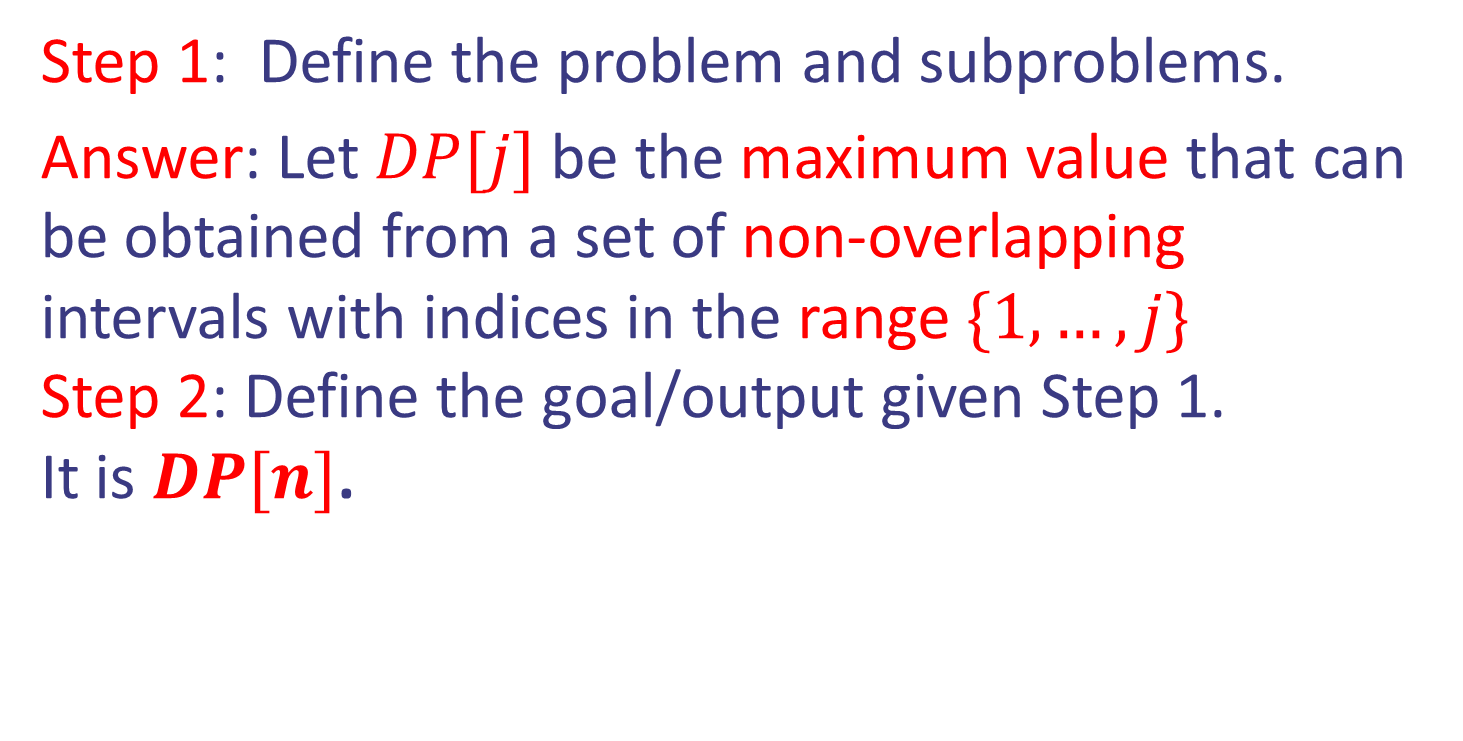 Step 1: Define the problem and subproblems.
Answer: Let 𝐷𝑃[𝑗] be the maximum value that can
be obtained from a set of non-overlapping
intervals with indices in the range {1, … , 𝑗}
Step 2: Define the goal/output given Step 1.
It is 𝑫𝑷[𝒏].